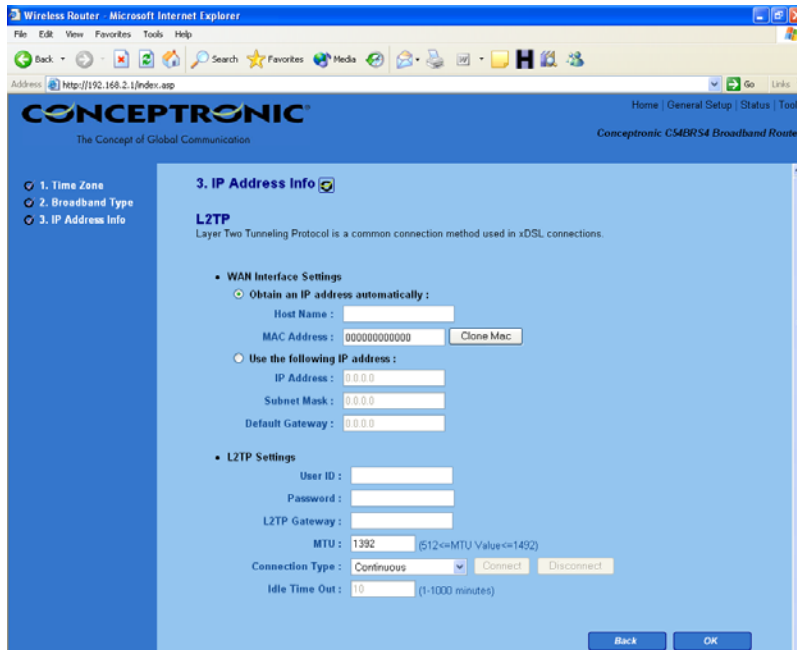 Wireless Router - Microsoft Internet Explorer
File Edit View Favorites Tools Help
Back Search Favorites Media
Address http://192.168.2.1/index.asp Go Links
CONCEPTRONIC
The Concept of Global Communication
Home | General Setup | Status | Tool
Conceptronic C54BRS4 Broadband Route
1. Time Zone
2. Broadband Type
3. IP Address Info
3. IP Address Info
L2TP
Layer Two Tunneling Protocol is a common connection method used in xDSL connections.
WAN Interface Settings
Obtain an IP address automatically :
Host Name :
MAC Address : 000000000000 Clone Mac
Use the following IP address :
IP Address : 0.0.0.0
Subnet Mask : 0.0.0.0
Default Gateway : 0.0.0.0
L2TP Settings
User ID :
Password :
L2TP Gateway :
MTU : 1392 (512<=MTU Value<=1492)
Connection Type : Continuous Connect Disconnect
Idle Time Out : 10 (1-1000 minutes)
Back OK